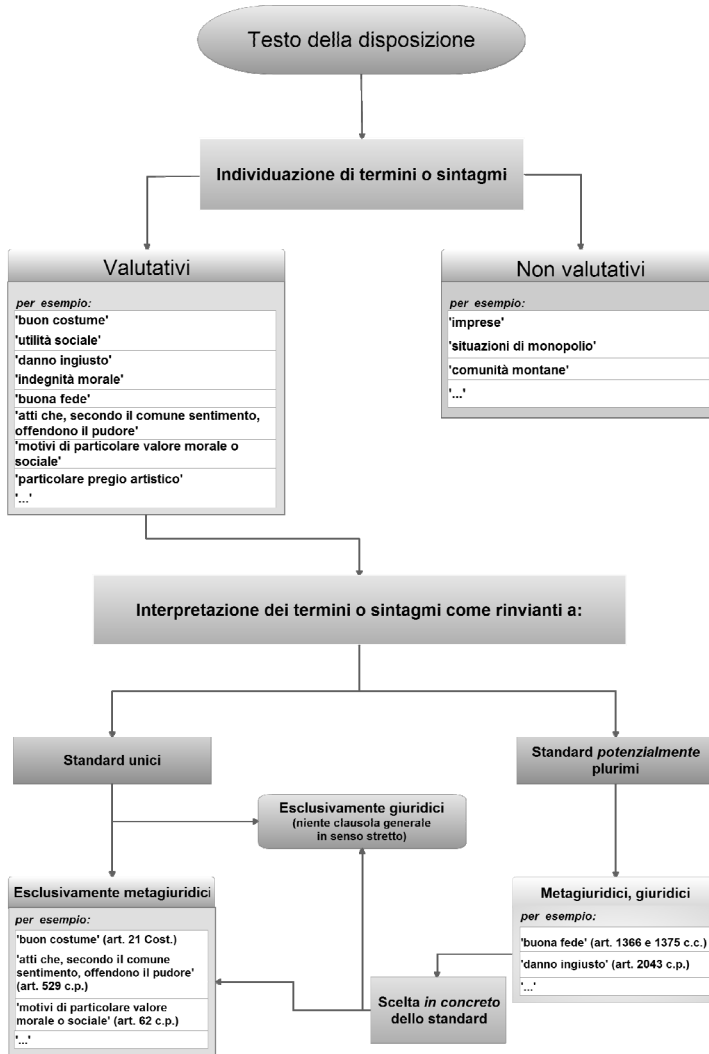 Testo della disposizione
Individuazione di termini o sintagmi
Valutativi
per esempio:
'buon costume'
'utilità sociale'
'danno ingiusto'
'indegnità morale'
'buona fede'
'atti che, secondo il comune sentimento,
offendono il pudore'
'motivi di particolare valore morale o
sociale'
'particolare pregio artistico'
'...'
Non valutativi
per esempio:
'imprese'
'situazioni di monopolio'
'comunità montane'
'...'
Interpretazione dei termini o sintagmi come rinvianti a:
Standard unici
Standard potenzialmente
plurimi
Esclusivamente giuridici
(niente clausola generale
in senso stretto)
Esclusivamente metagiuridici
per esempio:
'buon costume' (art. 21 Cost.)
'atti che, secondo il comune
sentimento, offendono il pudore'
(art. 529 c.p.)
'motivi di particolare valore
morale o sociale' (art. 62 c.p.)
'...'
Metagiuridici, giuridici
per esempio:
'buona fede' (art. 1366 e 1375 c.c.)
'danno ingiusto' (art. 2043 c.p.)
'...'
Scelta in concreto
dello standard